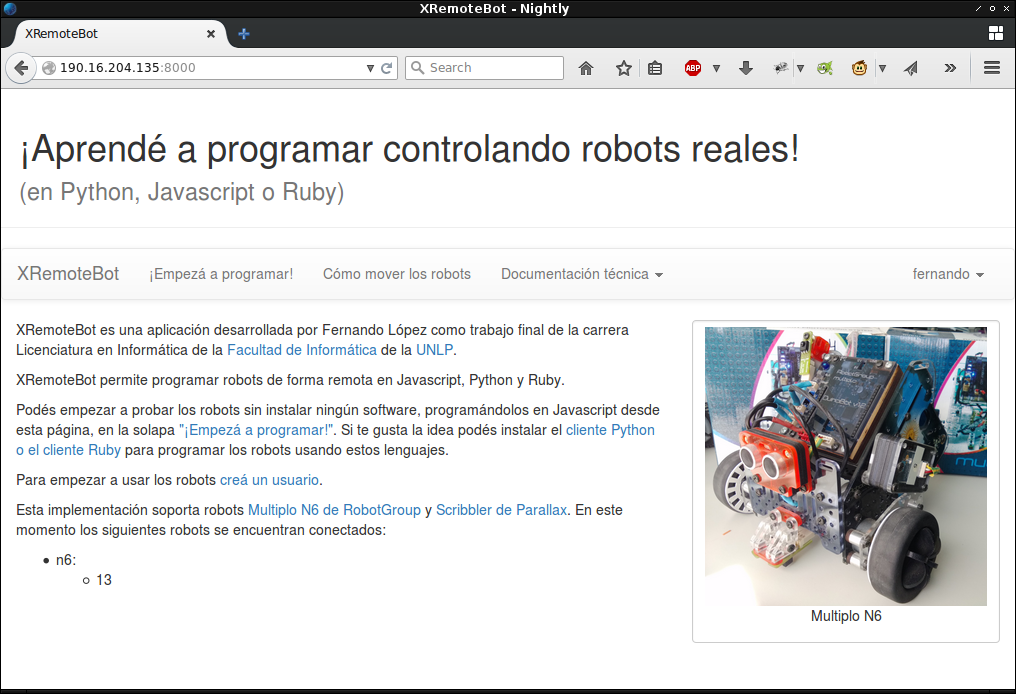 XRemoteBot - Nightly
XRemoteBot
190.16.204.135:8000
Search
ABP
¡Aprendé a programar controlando robots reales!
(en Python, Javascript o Ruby)
XRemoteBot
¡Empezá a programar!
Cómo mover los robots
Documentación técnica
fernando
XRemoteBot es una aplicación desarrollada por Fernando López como trabajo final de la carrera
Licenciatura en Informática de la Facultad de Informática de la UNLP.
XRemoteBot permite programar robots de forma remota en Javascript, Python y Ruby.
Podés empezar a probar los robots sin instalar ningún software, programándolos en Javascript desde
esta página, en la solapa "¡Empezá a programar!". Si te gusta la idea podés instalar el cliente Python
o el cliente Ruby para programar los robots usando estos lenguajes.
Para empezar a usar los robots creá un usuario.
Esta implementación soporta robots Multiplo N6 de RobotGroup y Scribbler de Parallax. En este
momento los siguientes robots se encuentran conectados:
n6:
13
Multiplo N6